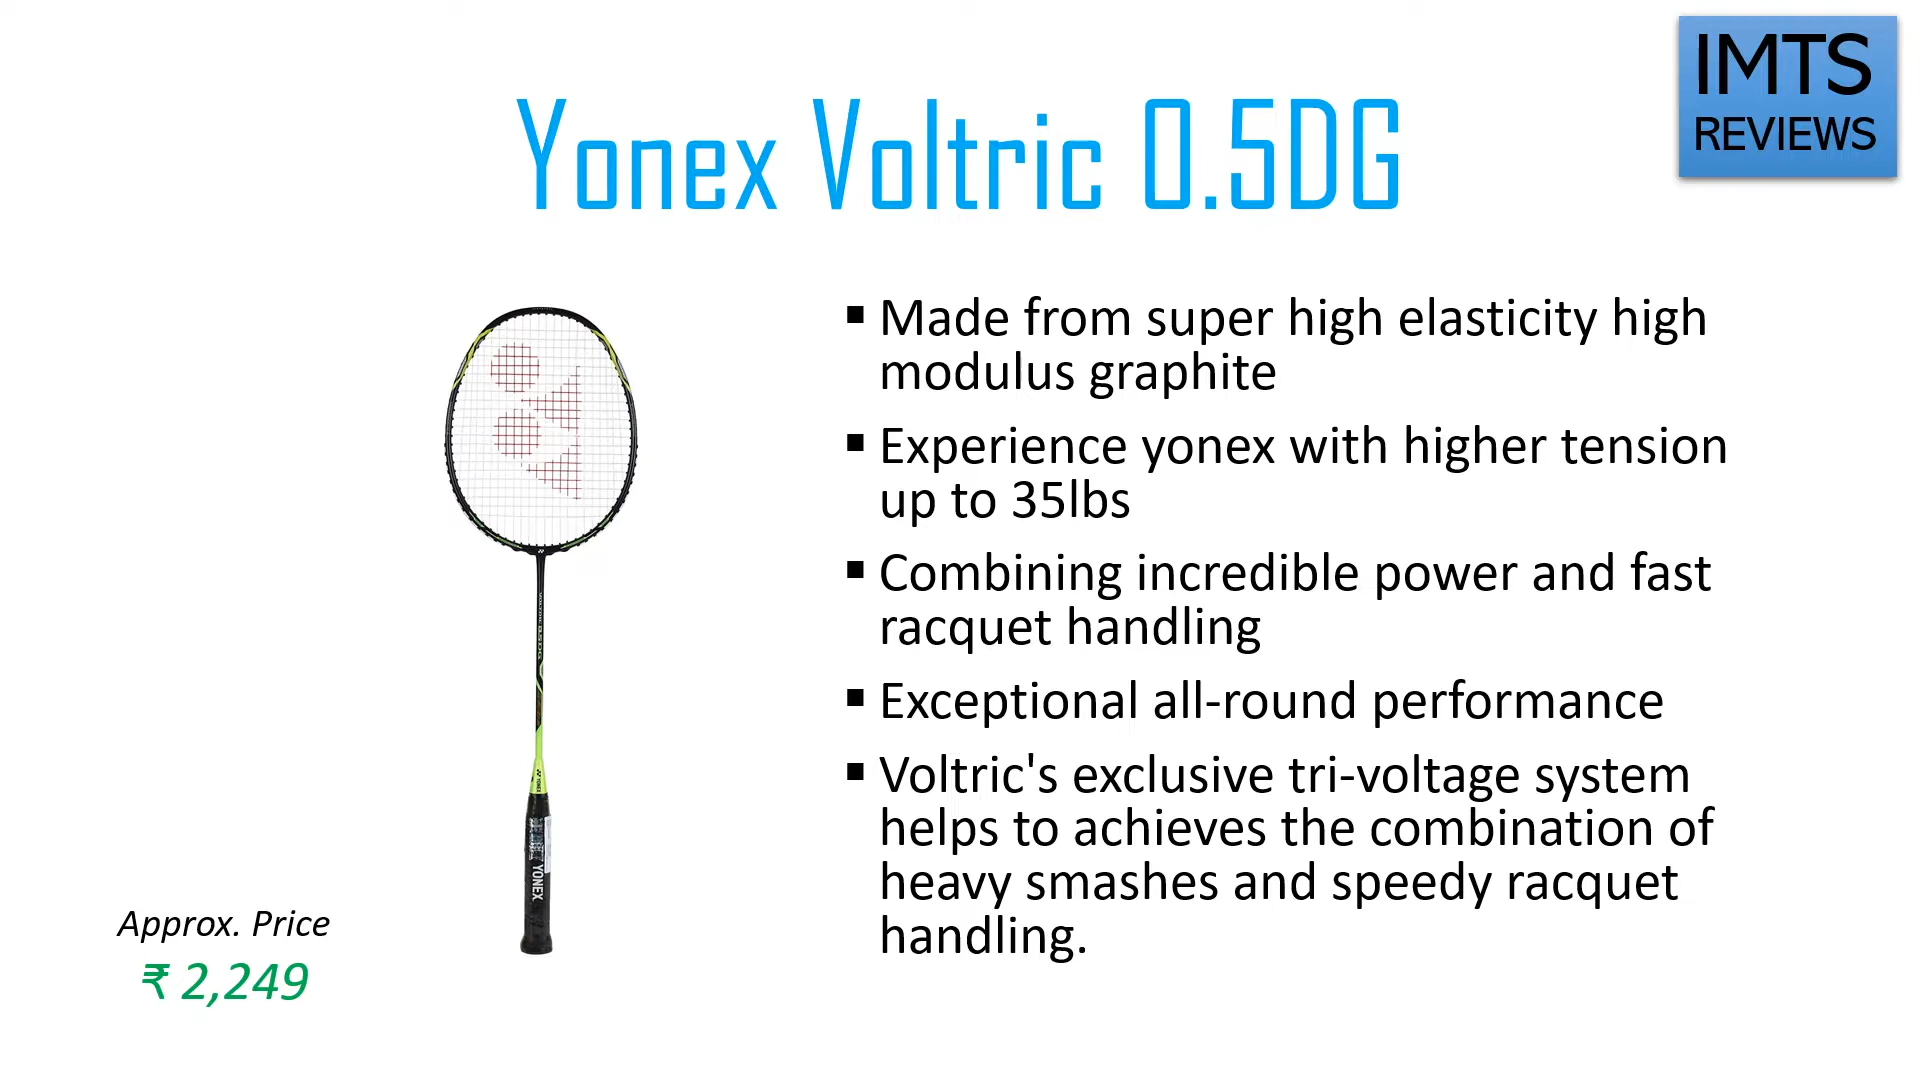 IMTS
REVIEWS
Yonex Voltric 0.5DG
▪ Made from super high elasticity high
modulus graphite
▪ Experience yonex with higher tension
up to 35lbs
▪ Combining incredible power and fast
racquet handling
▪ Exceptional all-round performance
▪ Voltric's exclusive tri-voltage system
helps to achieves the combination of
heavy smashes and speedy racquet
handling.
YONEX
Approx. Price
₹ 2,249